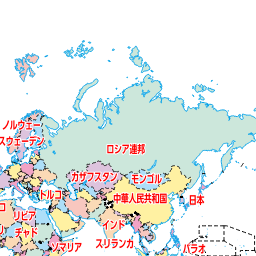 ノルウェー
スウェーデン
ロシア連邦
カザフスタン
モンゴル
ドルコ
中華人民共和国
日本
コ
リビア
リ
チャド
インド
ソマリア
スリランカ
パラオ